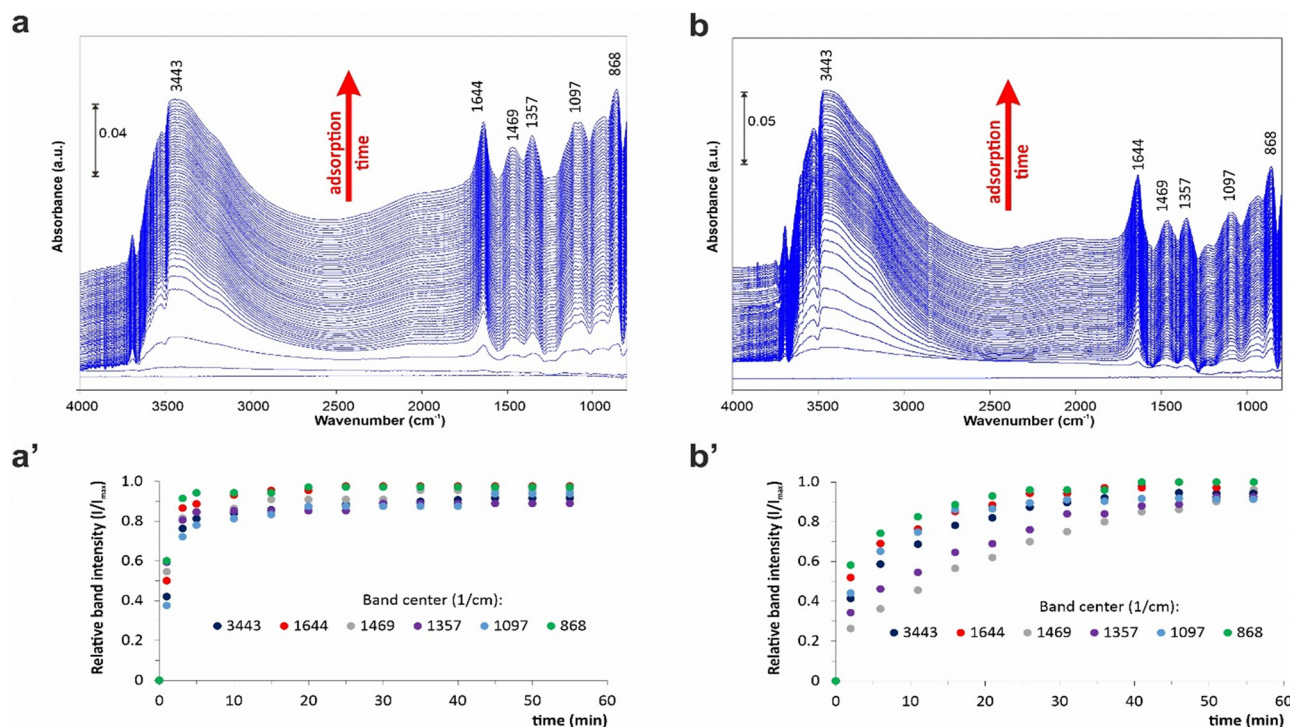 a
b
Absorbance (a.u.)
0.04
3443
adsorption
time
1644
1469
1357
1097
868
4000 3500 3000 2500 2000 1500 1000
Wavenumber (cm⁻¹)
Absorbance (a.u.)
0.05
3443
adsorption
time
1644
1469
1357
1097
868
4000 3500 3000 2500 2000 1500 1000
Wavenumber (cm⁻¹)
a’
Relative band intensity (I/Imax)
1.0
0.8
0.6
0.4
0.2
0
Band center (1/cm):
3443 1644 1469 1357 1097 868
0 10 20 30 40 50 60
time (min)
b’
Relative band intensity (I/Imax)
1.0
0.8
0.6
0.4
0.2
0
Band center (1/cm):
3443 1644 1469 1357 1097 868
0 10 20 30 40 50 60
time (min)